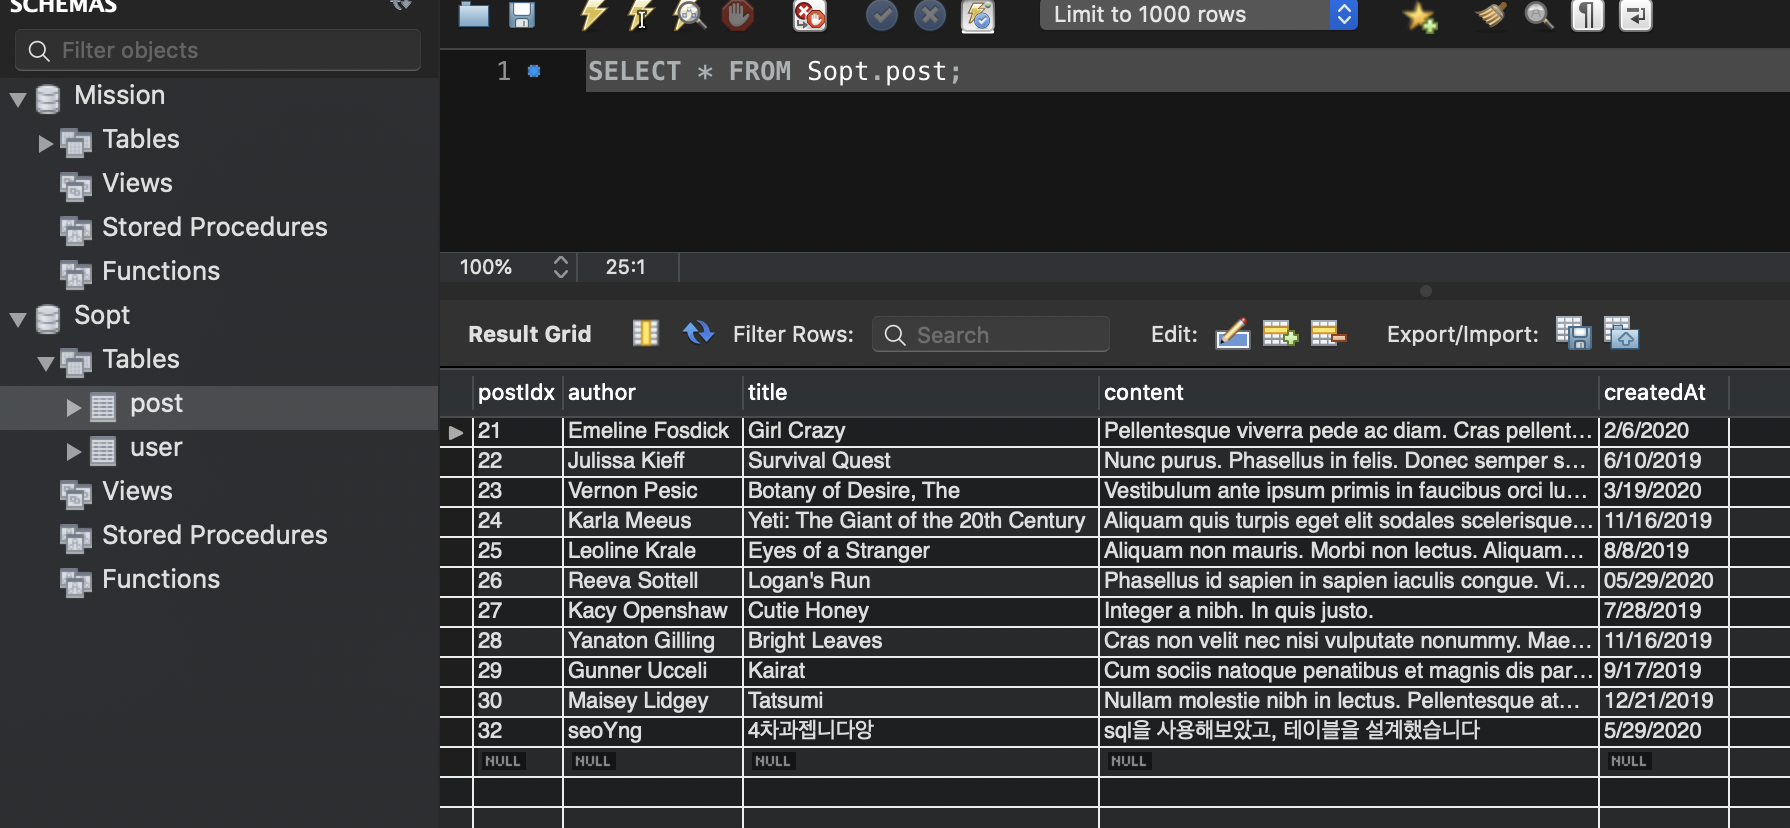 SCHEMAS
Filter objects
Mission
Tables
Views
Stored Procedures
Functions
Sopt
Tables
post
user
Views
Stored Procedures
Functions
Limit to 1000 rows
1 SELECT * FROM Sopt.post;
100% 25:1
Result Grid Filter Rows: Search Edit: Export/Import:
postIdx author title content createdAt
21 Emeline Fosdick Girl Crazy Pellentesque viverra pede ac diam. Cras pellent... 2/6/2020
22 Julissa Kieff Survival Quest Nunc purus. Phasellus in felis. Donec semper s... 6/10/2019
23 Vernon Pesic Botany of Desire, The Vestibulum ante ipsum primis in faucibus orci lu... 3/19/2020
24 Karla Meeus Yeti: The Giant of the 20th Century Aliquam quis turpis eget elit sodales scelerisque... 11/16/2019
25 Leoline Krale Eyes of a Stranger Aliquam non mauris. Morbi non lectus. Aliquam... 8/8/2019
26 Reeva Sottell Logan's Run Phasellus id sapien in sapien iaculis congue. Vi... 05/29/2020
27 Kacy Openshaw Cutie Honey Integer a nibh. In quis justo. 7/28/2019
28 Yanaton Gilling Bright Leaves Cras non velit nec nisi vulputate nonummy. Mae... 11/16/2019
29 Gunner Ucceli Kairat Cum sociis natoque penatibus et magnis dis par... 9/17/2019
30 Maisey Lidgey Tatsumi Nullam molestie nibh in lectus. Pellentesque at... 12/21/2019
32 seoYng 4차과젭니다앙 sql을 사용해보았고, 테이블을 설계했습니다 5/29/2020
NULL NULL NULL NULL NULL